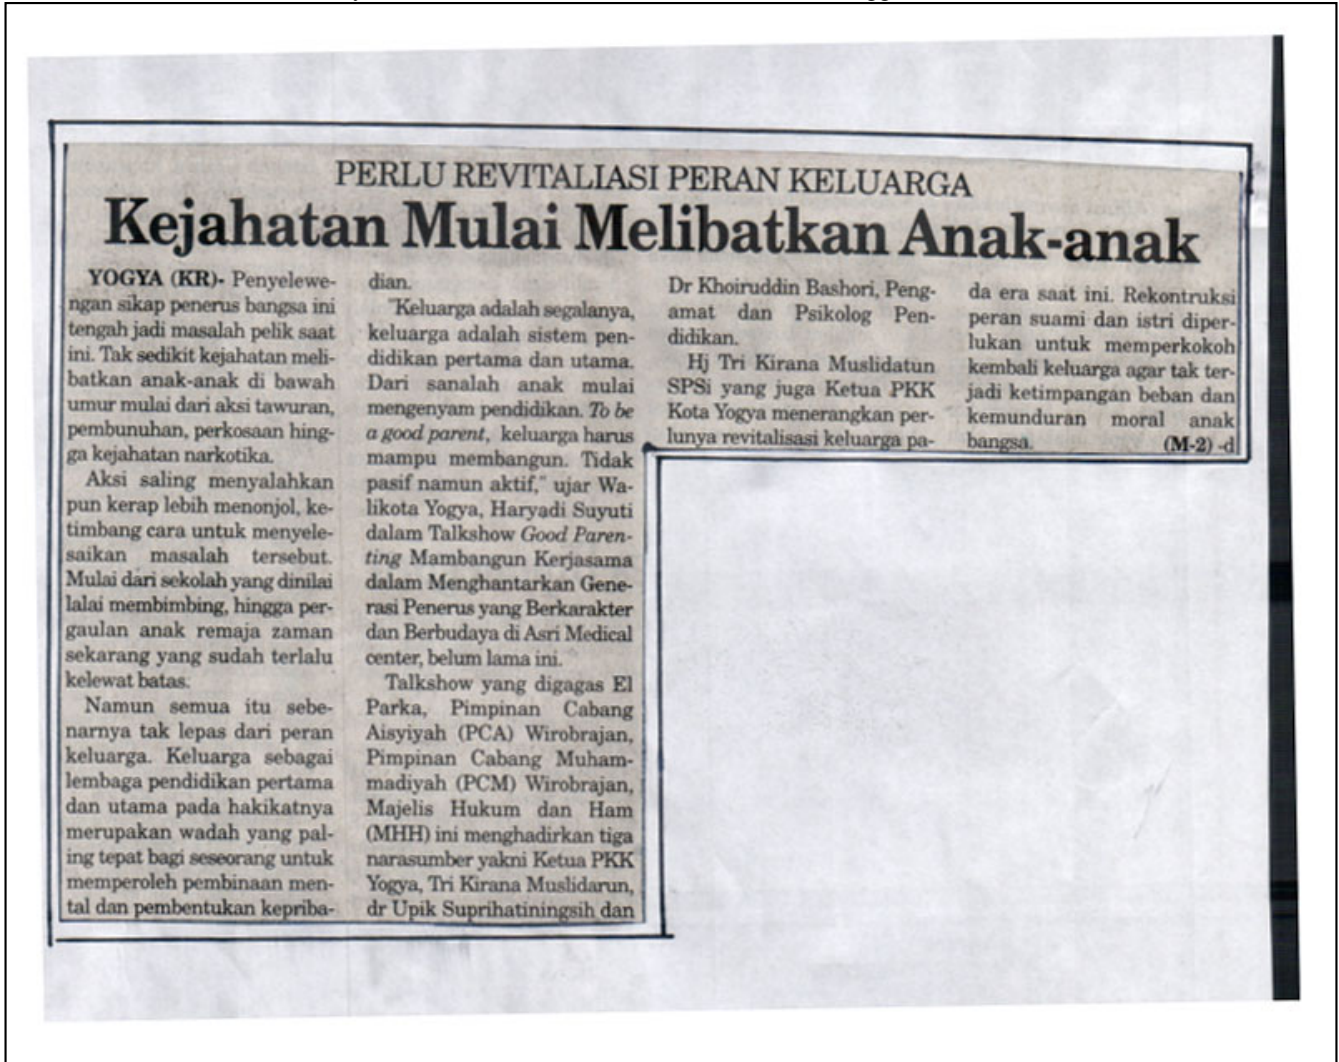 PERLU REVITALIASI PERAN KELUARGA
Kejahatan Mulai Melibatkan Anak-anak
YOGYA (KR)- Penyelewe-
ngan sikap penerus bangsa ini
tengah jadi masalah pelik saat
ini. Tak sedikit kejahatan meli-
batkan anak-anak di bawah
umur mulai dari aksi tawuran,
pembunuhan, perkosaan hing-
ga kejahatan narkotika.
Aksi saling menyalahkan
pun kerap lebih menonjol, ke-
timbang cara untuk menyele-
saikan masalah tersebut.
Mulai dari sekolah yang dinilai
lalai membimbing, hingga per-
gaulan anak remaja zaman
sekarang yang sudah terlalu
kelewat batas.
Namun semua itu sebe-
narnya tak lepas dari peran
keluarga. Keluarga sebagai
lembaga pendidikan pertama
dan utama pada hakikatnya
merupakan wadah yang pal-
ing tepat bagi seseorang untuk
memperoleh pembinaan men-
tal dan pembentukan kepriba-
dian.
"Keluarga adalah segalanya,
keluarga adalah sistem pen-
didikan pertama dan utama.
Dari sanalah anak mulai
mengenyam pendidikan. To be
a good parent, keluarga harus
mampu membangun. Tidak
pasif namun aktif," ujar Wa-
likota Yogya, Haryadi Suyuti
dalam Talkshow Good Paren-
ting Mambangun Kerjasama
dalam Menghantarkan Gene-
rasi Penerus yang Berkarakter
dan Berbudaya di Asri Medical
center, belum lama ini.
Talkshow yang digagas El
Parka, Pimpinan Cabang
Aisyiyah (PCA) Wirobrajan,
Pimpinan Cabang Muham-
madiyah (PCM) Wirobrajan,
Majelis Hukum dan Ham
(MHH) ini menghadirkan tiga
narasumber yakni Ketua PKK
Yogya, Tri Kirana Muslidarun,
dr Upik Suprihatiningsih dan
Dr Khoiruddin Bashori, Peng-
amat dan Psikolog Pen-
didikan.
Hj Tri Kirana Muslidatun
SPSi yang juga Ketua PKK
Kota Yogya menerangkan per-
lunya revitalisasi keluarga pa-
da era saat ini. Rekontruksi
peran suami dan istri diper-
lukan untuk memperkokoh
kembali keluarga agar tak ter-
jadi ketimpangan beban dan
kemunduran moral anak
bangsa. (M-2) -d